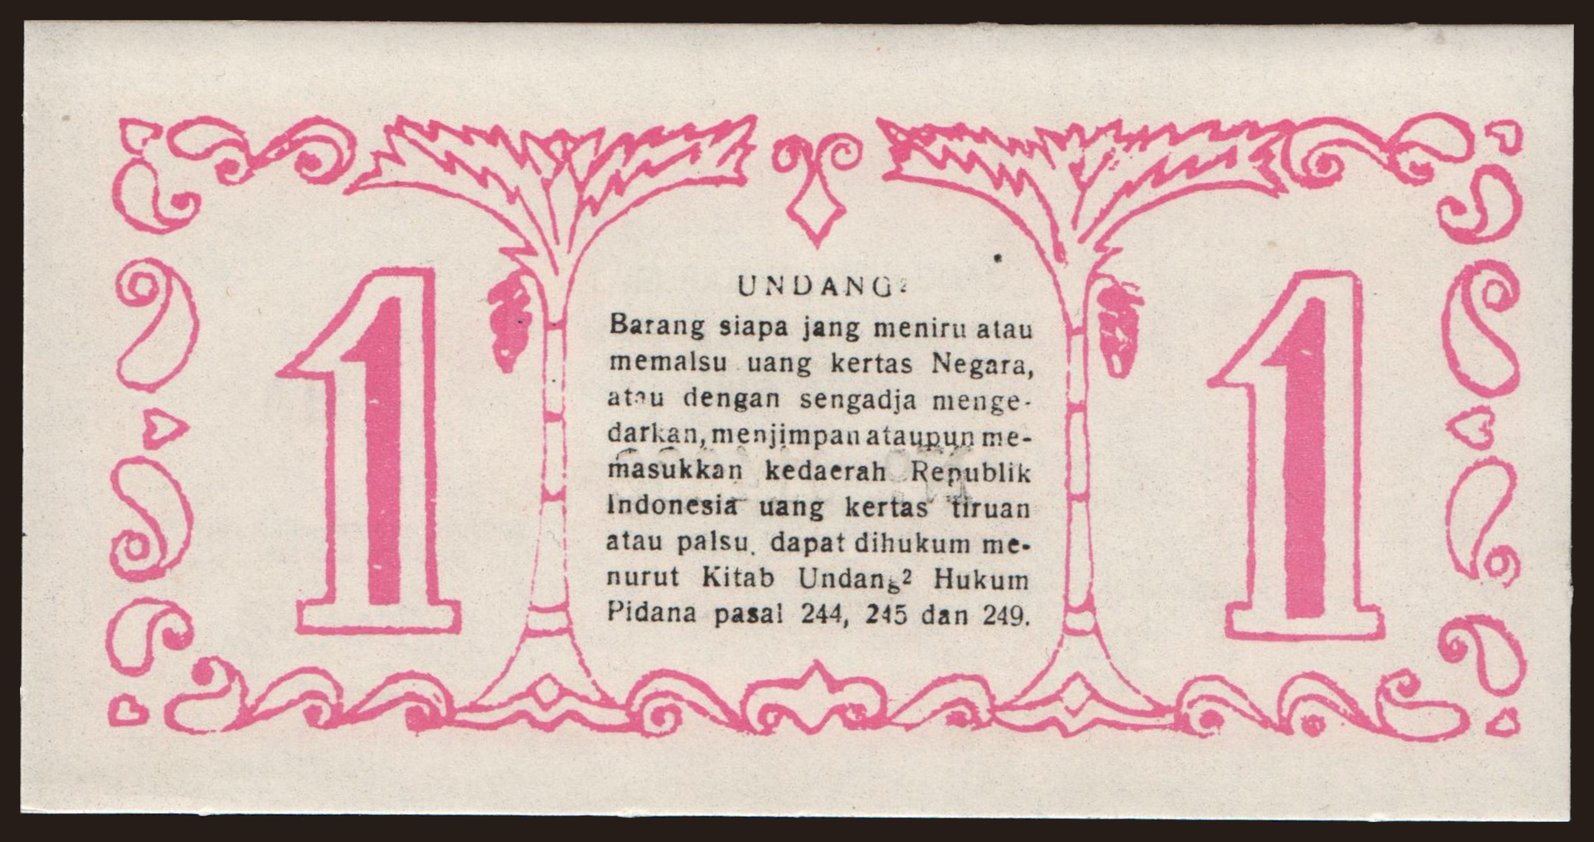 UNDANG²
1
Barang siapa jang meniru atau
memalsu uang kertas Negara,
atau dengan sengadja menge-
darkan, menjimpan ataupun me-
masukkan kedaerah Republik
Indonesia uang kertas tiruan
atau palsu, dapat dihukum me-
nurut Kitab Undang² Hukum
Pidana pasal 244, 245 dan 249.
1